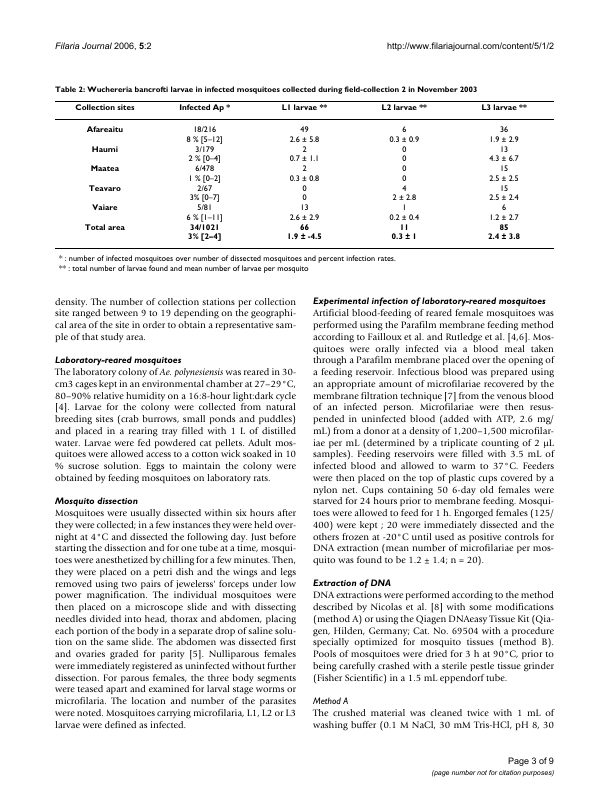 Filaria Journal 2006, 5:2
http://www.filariajournal.com/content/5/1/2
Table 2: Wuchereria bancrofti larvae in infected mosquitoes collected during field-collection 2 in November 2003
Collection sites Infected Ap * L1 larvae ** L2 larvae ** L3 larvae **
Afareaitu 18/216 49 6 36
8 % [5–12] 2.6 ± 5.8 0.3 ± 0.9 1.9 ± 2.9
Haumi 3/179 2 0 13
2 % [0–4] 0.7 ± 1.1 0 4.3 ± 6.7
Maatea 6/478 2 0 15
1 % [0–2] 0.3 ± 0.8 0 2.5 ± 2.5
Teavaro 2/67 0 4 15
3% [0–7] 0 2 ± 2.8 2.5 ± 2.4
Vaiare 5/81 13 1 6
6 % [1–11] 2.6 ± 2.9 0.2 ± 0.4 1.2 ± 2.7
Total area 34/1021 66 11 85
3% [2–4] 1.9 ± -4.5 0.3 ± 1 2.4 ± 3.8
* : number of infected mosquitoes over number of dissected mosquitoes and percent infection rates.
** : total number of larvae found and mean number of larvae per mosquito
density. The number of collection stations per collection
site ranged between 9 to 19 depending on the geographi-
cal area of the site in order to obtain a representative sam-
ple of that study area.
Laboratory-reared mosquitoes
The laboratory colony of Ae. polynesiensis was reared in 30-
cm3 cages kept in an environmental chamber at 27–29°C,
80–90% relative humidity on a 16:8-hour light:dark cycle
[4]. Larvae for the colony were collected from natural
breeding sites (crab burrows, small ponds and puddles)
and placed in a rearing tray filled with 1 L of distilled
water. Larvae were fed powdered cat pellets. Adult mos-
quitoes were allowed access to a cotton wick soaked in 10
% sucrose solution. Eggs to maintain the colony were
obtained by feeding mosquitoes on laboratory rats.
Mosquito dissection
Mosquitoes were usually dissected within six hours after
they were collected; in a few instances they were held over-
night at 4°C and dissected the following day. Just before
starting the dissection and for one tube at a time, mosqui-
toes were anesthetized by chilling for a few minutes. Then,
they were placed on a petri dish and the wings and legs
removed using two pairs of jewelerss' forceps under low
power magnification. The individual mosquitoes were
then placed on a microscope slide and with dissecting
needles divided into head, thorax and abdomen, placing
each portion of the body in a separate drop of saline solu-
tion on the same slide. The abdomen was dissected first
and ovaries graded for parity [5]. Nulliparous females
were immediately registered as uninfected without further
dissection. For parous females, the three body segments
were teased apart and examined for larval stage worms or
microfilaria. The location and number of the parasites
were noted. Mosquitoes carrying microfilaria, L1, L2 or L3
larvae were defined as infected.
Experimental infection of laboratory-reared mosquitoes
Artificial blood-feeding of reared female mosquitoes was
performed using the Parafilm membrane feeding method
according to Failloux et al. and Rutledge et al. [4,6]. Mos-
quitoes were orally infected via a blood meal taken
through a Parafilm membrane placed over the opening of
a feeding reservoir. Infectious blood was prepared using
an appropriate amount of microfilariae recovered by the
membrane filtration technique [7] from the venous blood
of an infected person. Microfilariae were then resus-
pended in uninfected blood (added with ATP, 2.6 mg/
mL) from a donor at a density of 1,200–1,500 microfilar-
iae per mL (determined by a triplicate counting of 2 μL
samples). Feeding reservoirs were filled with 3.5 mL of
infected blood and allowed to warm to 37°C. Feeders
were then placed on the top of plastic cups covered by a
nylon net. Cups containing 50 6-day old females were
starved for 24 hours prior to membrane feeding. Mosqui-
toes were allowed to feed for 1 h. Engorged females (125/
400) were kept ; 20 were immediately dissected and the
others frozen at -20°C until used as positive controls for
DNA extraction (mean number of microfilariae per mos-
quito was found to be 1.2 ± 1.4; n = 20).
Extraction of DNA
DNA extractions were performed according to the method
described by Nicolas et al. [8] with some modifications
(method A) or using the Qiagen DNAeasy Tissue Kit (Qia-
gen, Hilden, Germany; Cat. No. 69504 with a procedure
specially optimized for mosquito tissues (method B).
Pools of mosquitoes were dried for 3 h at 90°C, prior to
being carefully crashed with a sterile pestle tissue grinder
(Fisher Scientific) in a 1.5 mL eppendorf tube.
Method A
The crushed material was cleaned twice with 1 mL of
washing buffer (0.1 M NaCl, 30 mM Tris-HCl, pH 8, 30
Page 3 of 9
(page number not for citation purposes)